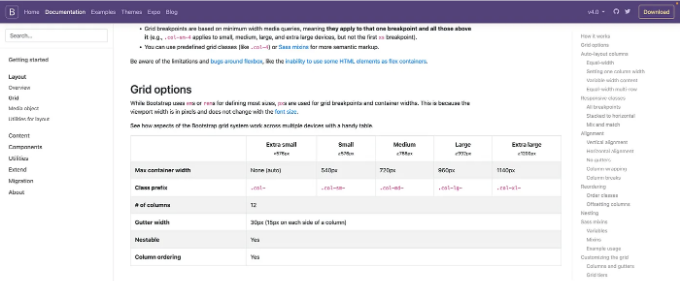 B Home Documentation Examples Themes Expo Blog v4.0 Download
Search...
Getting started
Layout
Overview
Grid
Media object
Utilities for layout
Content
Components
Utilities
Extend
Migration
About
Grid breakpoints are based on minimum width media queries, meaning they apply to that one breakpoint and all those above
it (e.g., .col-sm-4 applies to small, medium, large, and extra large devices, but not the first xs breakpoint).
You can use predefined grid classes (like .col-4) or Sass mixins for more semantic markup.
Be aware of the limitations and bugs around flexbox, like the inability to use some HTML elements as flex containers.
Grid options
While Bootstrap uses ems or rems for defining most sizes, pxs are used for grid breakpoints and container widths. This is because the
viewport width is in pixels and does not change with the font size.
See how aspects of the Bootstrap grid system work across multiple devices with a handy table.
Extra small Small Medium Large Extra large
<576px ≥576px ≥768px ≥992px ≥1200px
Max container width None (auto) 540px 720px 960px 1140px
Class prefix .col- .col-sm- .col-md- .col-lg- .col-xl-
# of columns 12
Gutter width 30px (15px on each side of a column)
Nestable Yes
Column ordering Yes
How it works
Grid options
Auto-layout columns
Equal-width
Setting one column width
Variable width content
Equal-width multi-row
Responsive classes
All breakpoints
Stacked to horizontal
Mix and match
Alignment
Vertical alignment
Horizontal alignment
No gutters
Column wrapping
Column breaks
Reordering
Order classes
Offsetting columns
Nesting
Sass mixins
Variables
Mixins
Example usage
Customizing the grid
Columns and gutters
Grid tiers